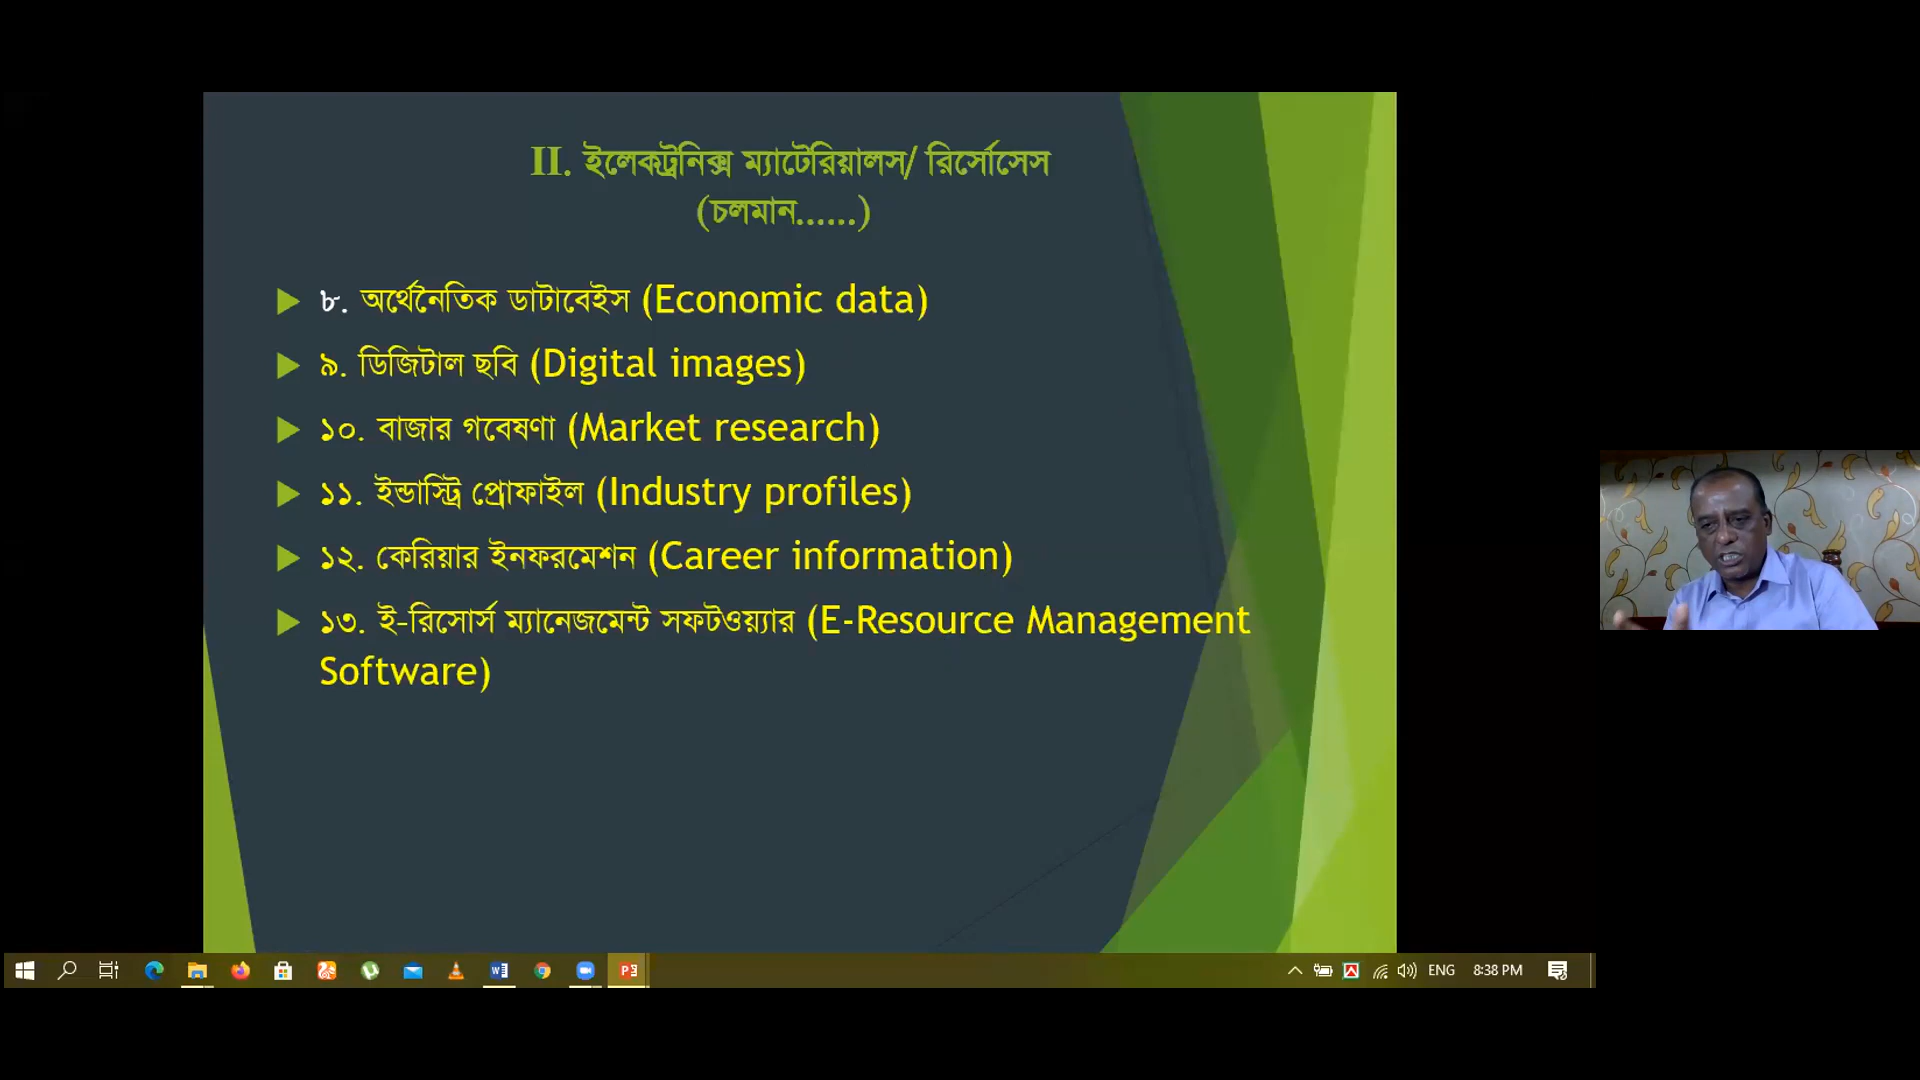 II. ইলেকট্রনিক্স ম্যাটেরিয়ালস/ রির্সোসেস
(চলমান......)
৮. অর্থেনৈতিক ডাটাবেইস (Economic data)
৯. ডিজিটাল ছবি (Digital images)
১০. বাজার গবেষণা (Market research)
১১. ইন্ডাস্ট্রি প্রোফাইল (Industry profiles)
১২. কেরিয়ার ইনফরমেশন (Career information)
১৩. ই-রিসোর্স ম্যানেজমেন্ট সফটওয়্যার (E-Resource Management
Software)
ENG 8:38 PM